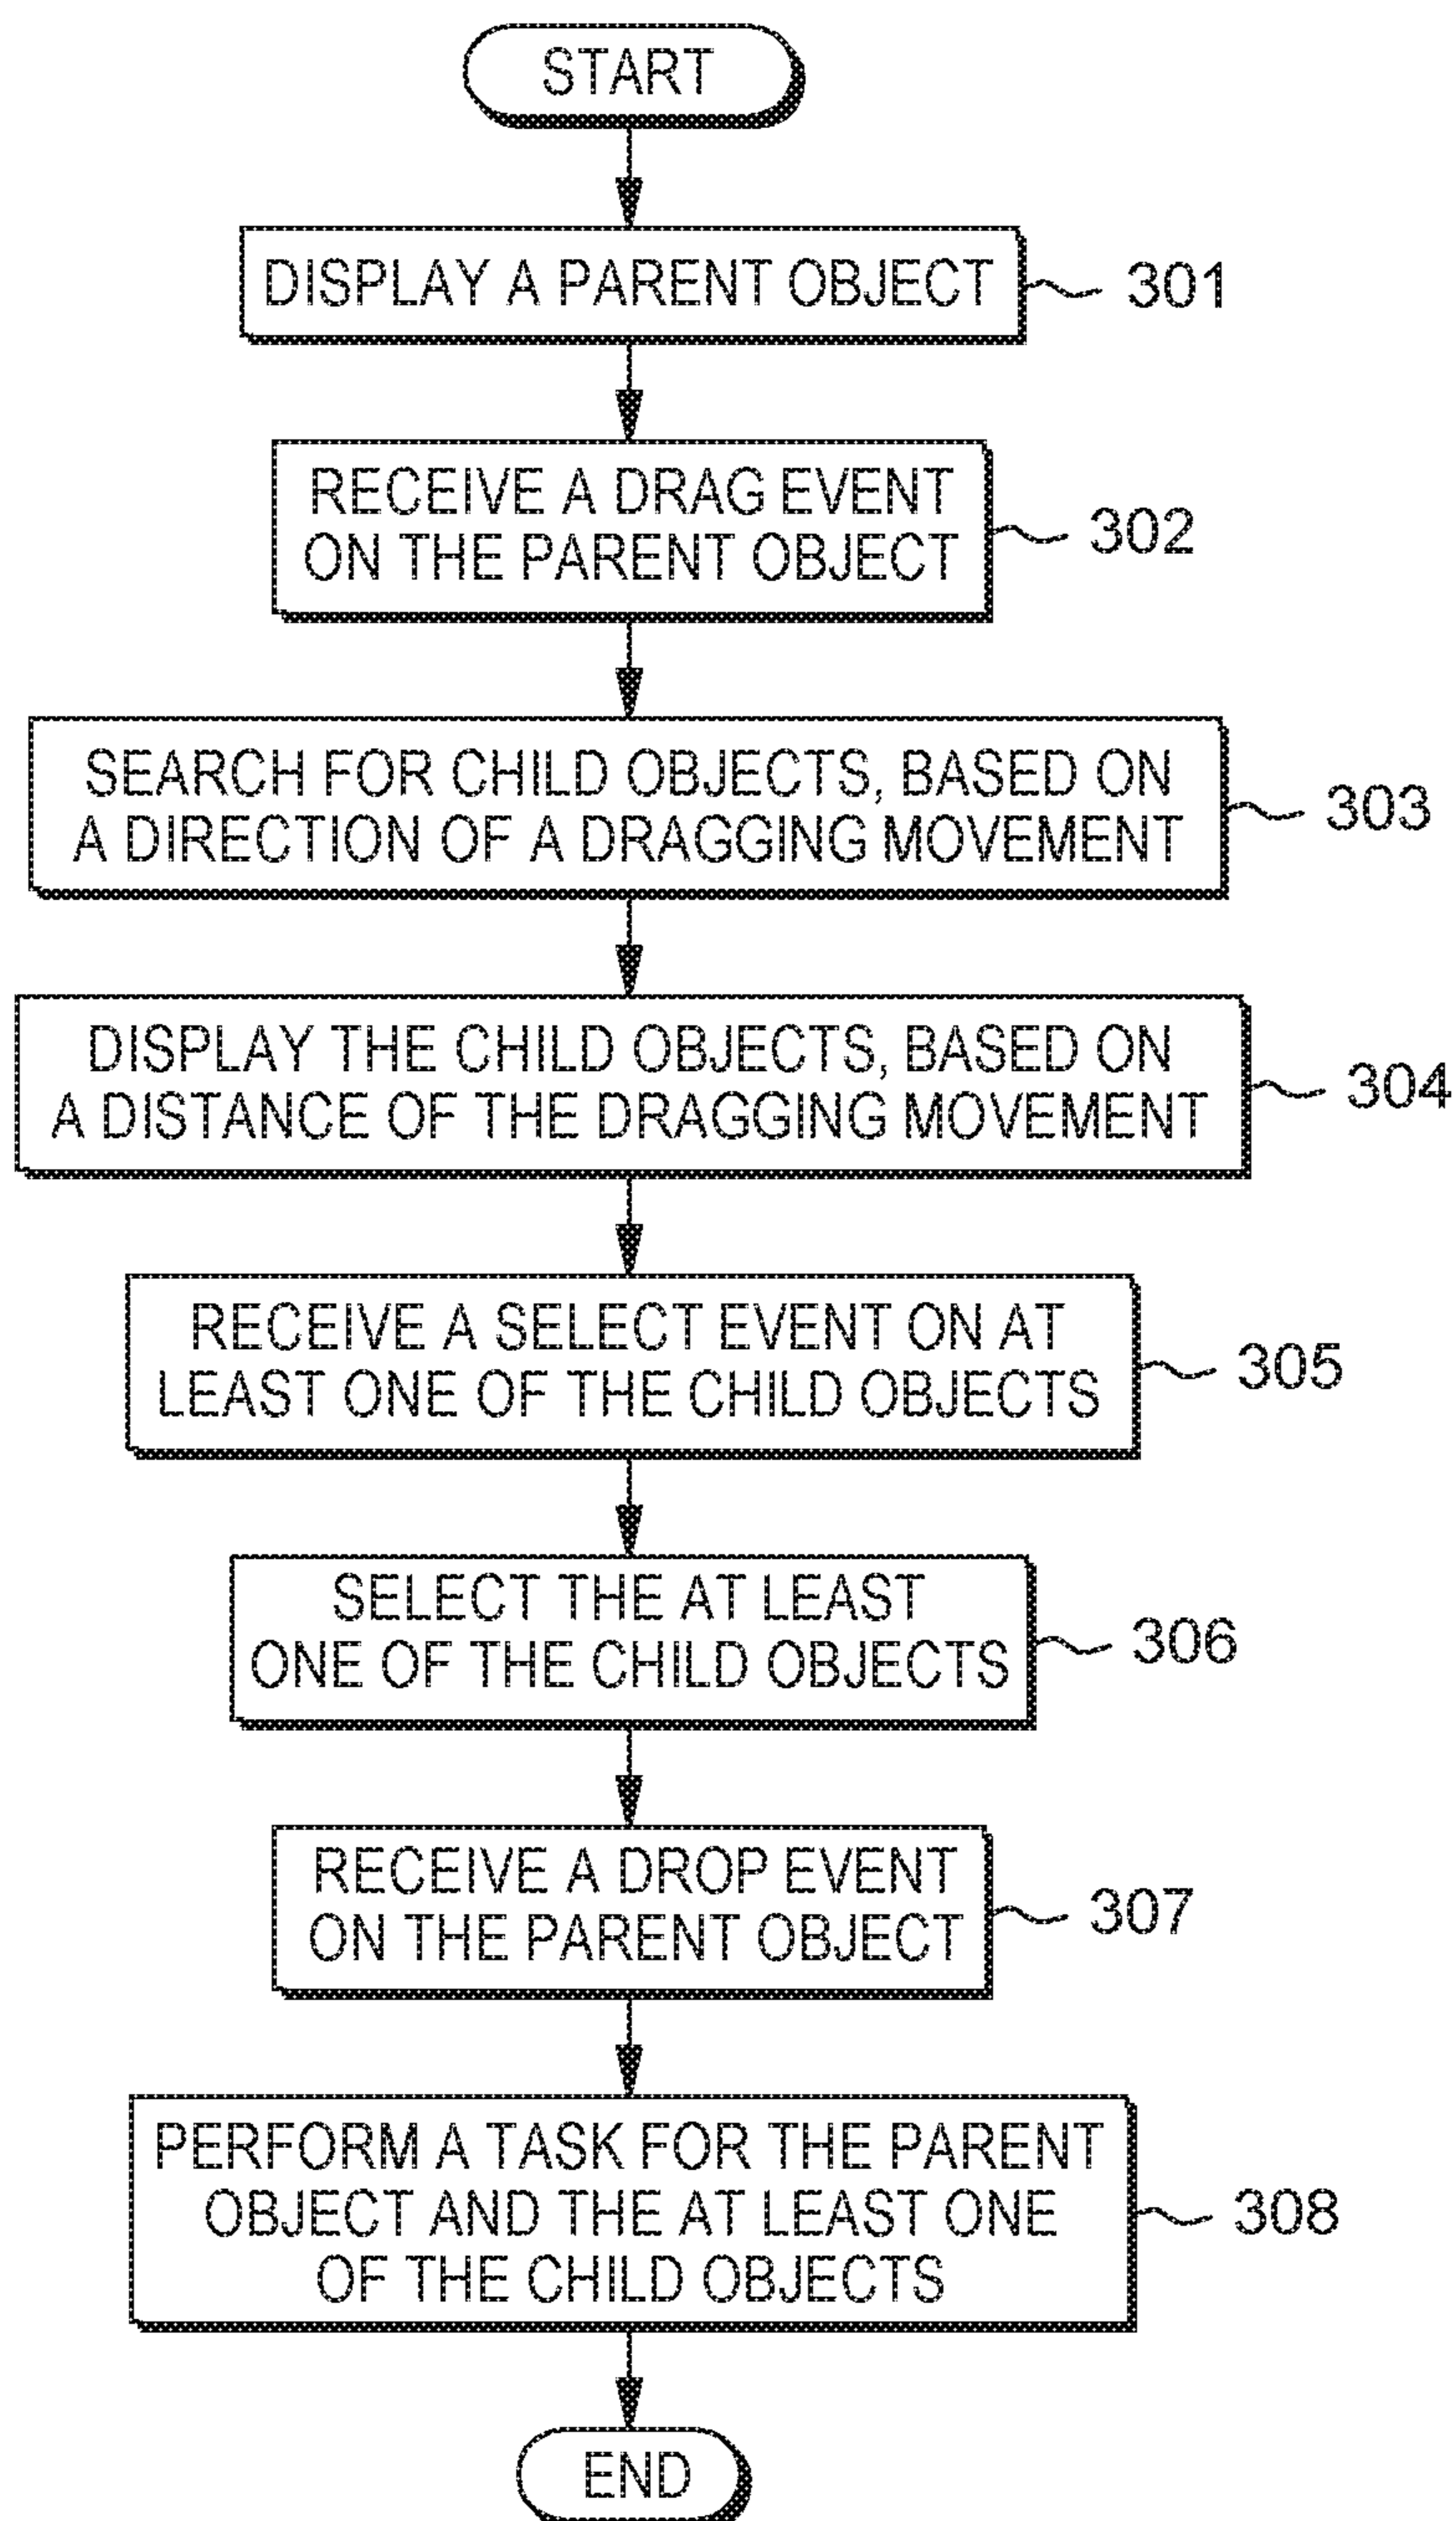 START
DISPLAY A PARENT OBJECT
301
RECEIVE A DRAG EVENT
ON THE PARENT OBJECT
302
SEARCH FOR CHILD OBJECTS, BASED ON
A DIRECTION OF A DRAGGING MOVEMENT
303
DISPLAY THE CHILD OBJECTS, BASED ON
A DISTANCE OF THE DRAGGING MOVEMENT
304
RECEIVE A SELECT EVENT ON AT
LEAST ONE OF THE CHILD OBJECTS
305
SELECT THE AT LEAST
ONE OF THE CHILD OBJECTS
306
RECEIVE A DROP EVENT
ON THE PARENT OBJECT
307
PERFORM A TASK FOR THE PARENT
OBJECT AND THE AT LEAST ONE
OF THE CHILD OBJECTS
308
END